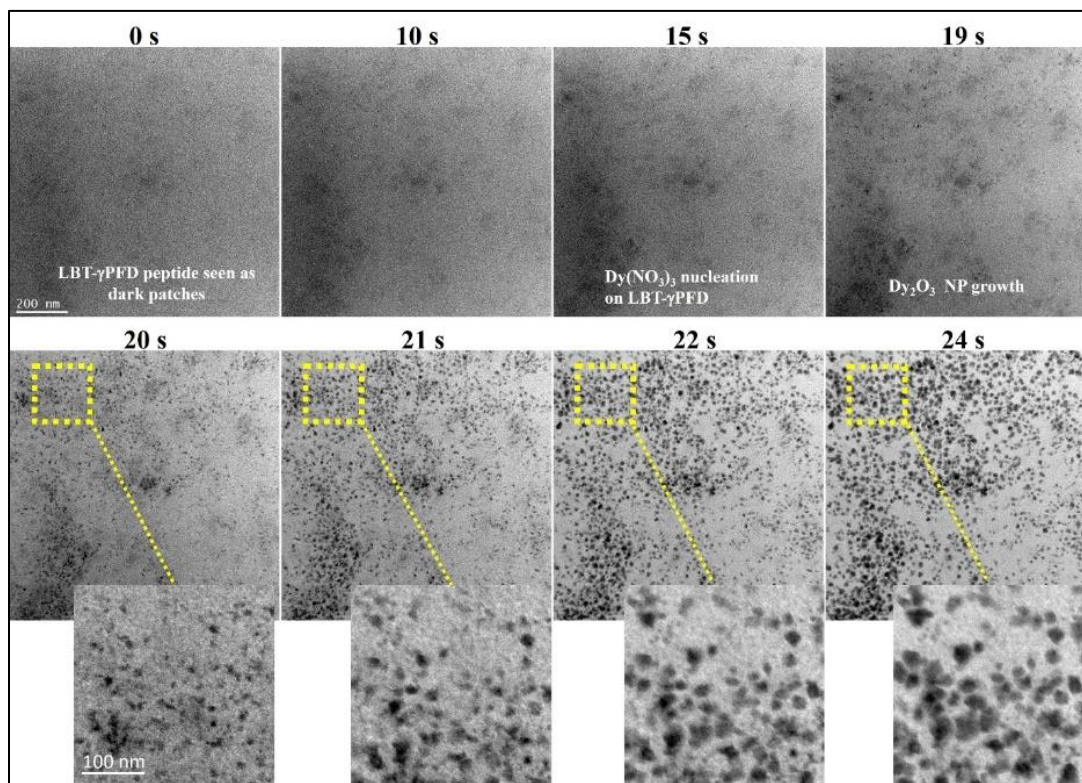 0 s
10 s
15 s
19 s
LBT-γPFD peptide seen as
dark patches
200 nm
Dy(NO₃)₃ nucleation
on LBT-γPFD
Dy₂O₃ NP growth
20 s
21 s
22 s
24 s
100 nm